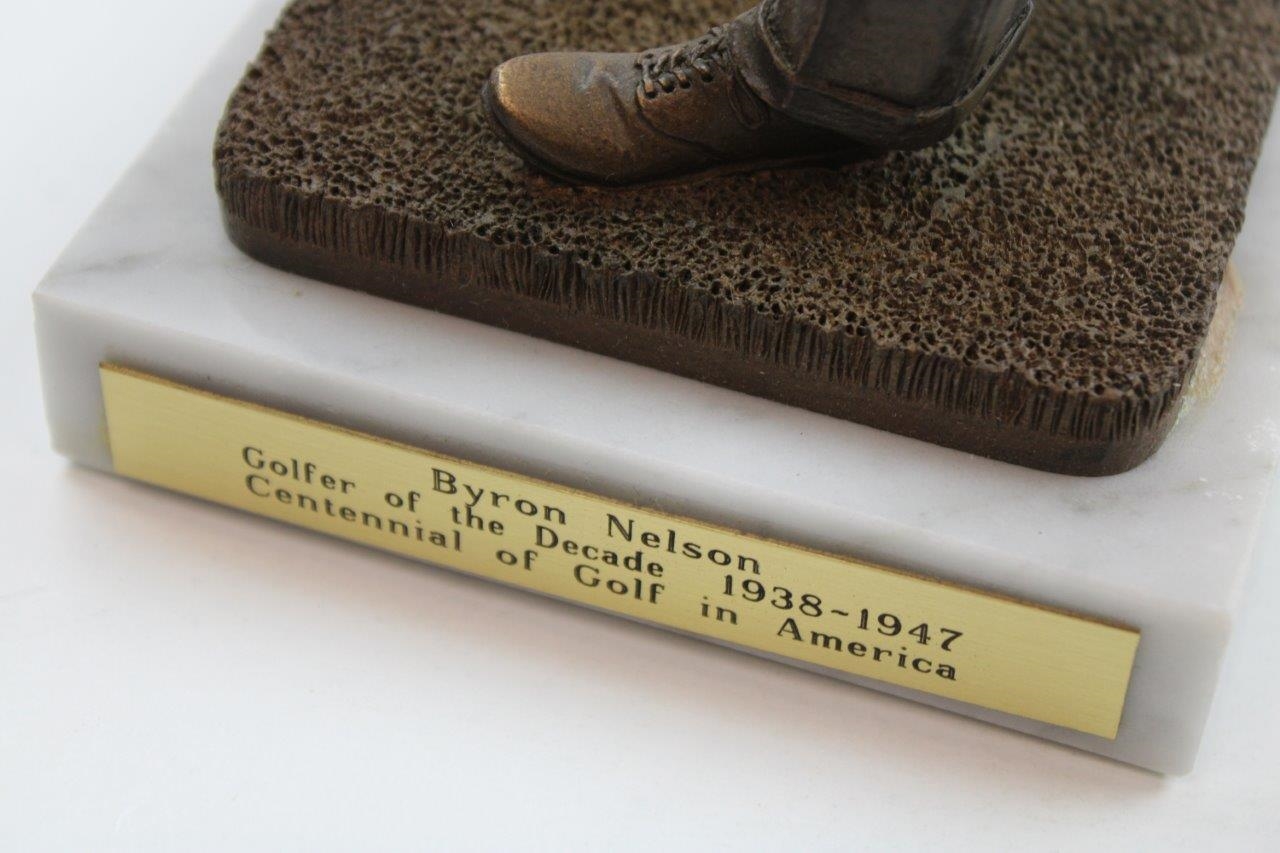 Byron Nelson
Golfer of the Decade 1938~1947
Centennial of Golf in America